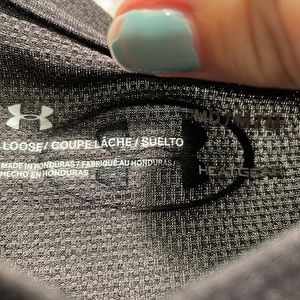 LOOSE / COUPE LÂCHE / SUELTO
MADE IN HONDURAS / FABRIQUÉ AU HONDURAS /
HECHO EN HONDURAS
HEATGEAR